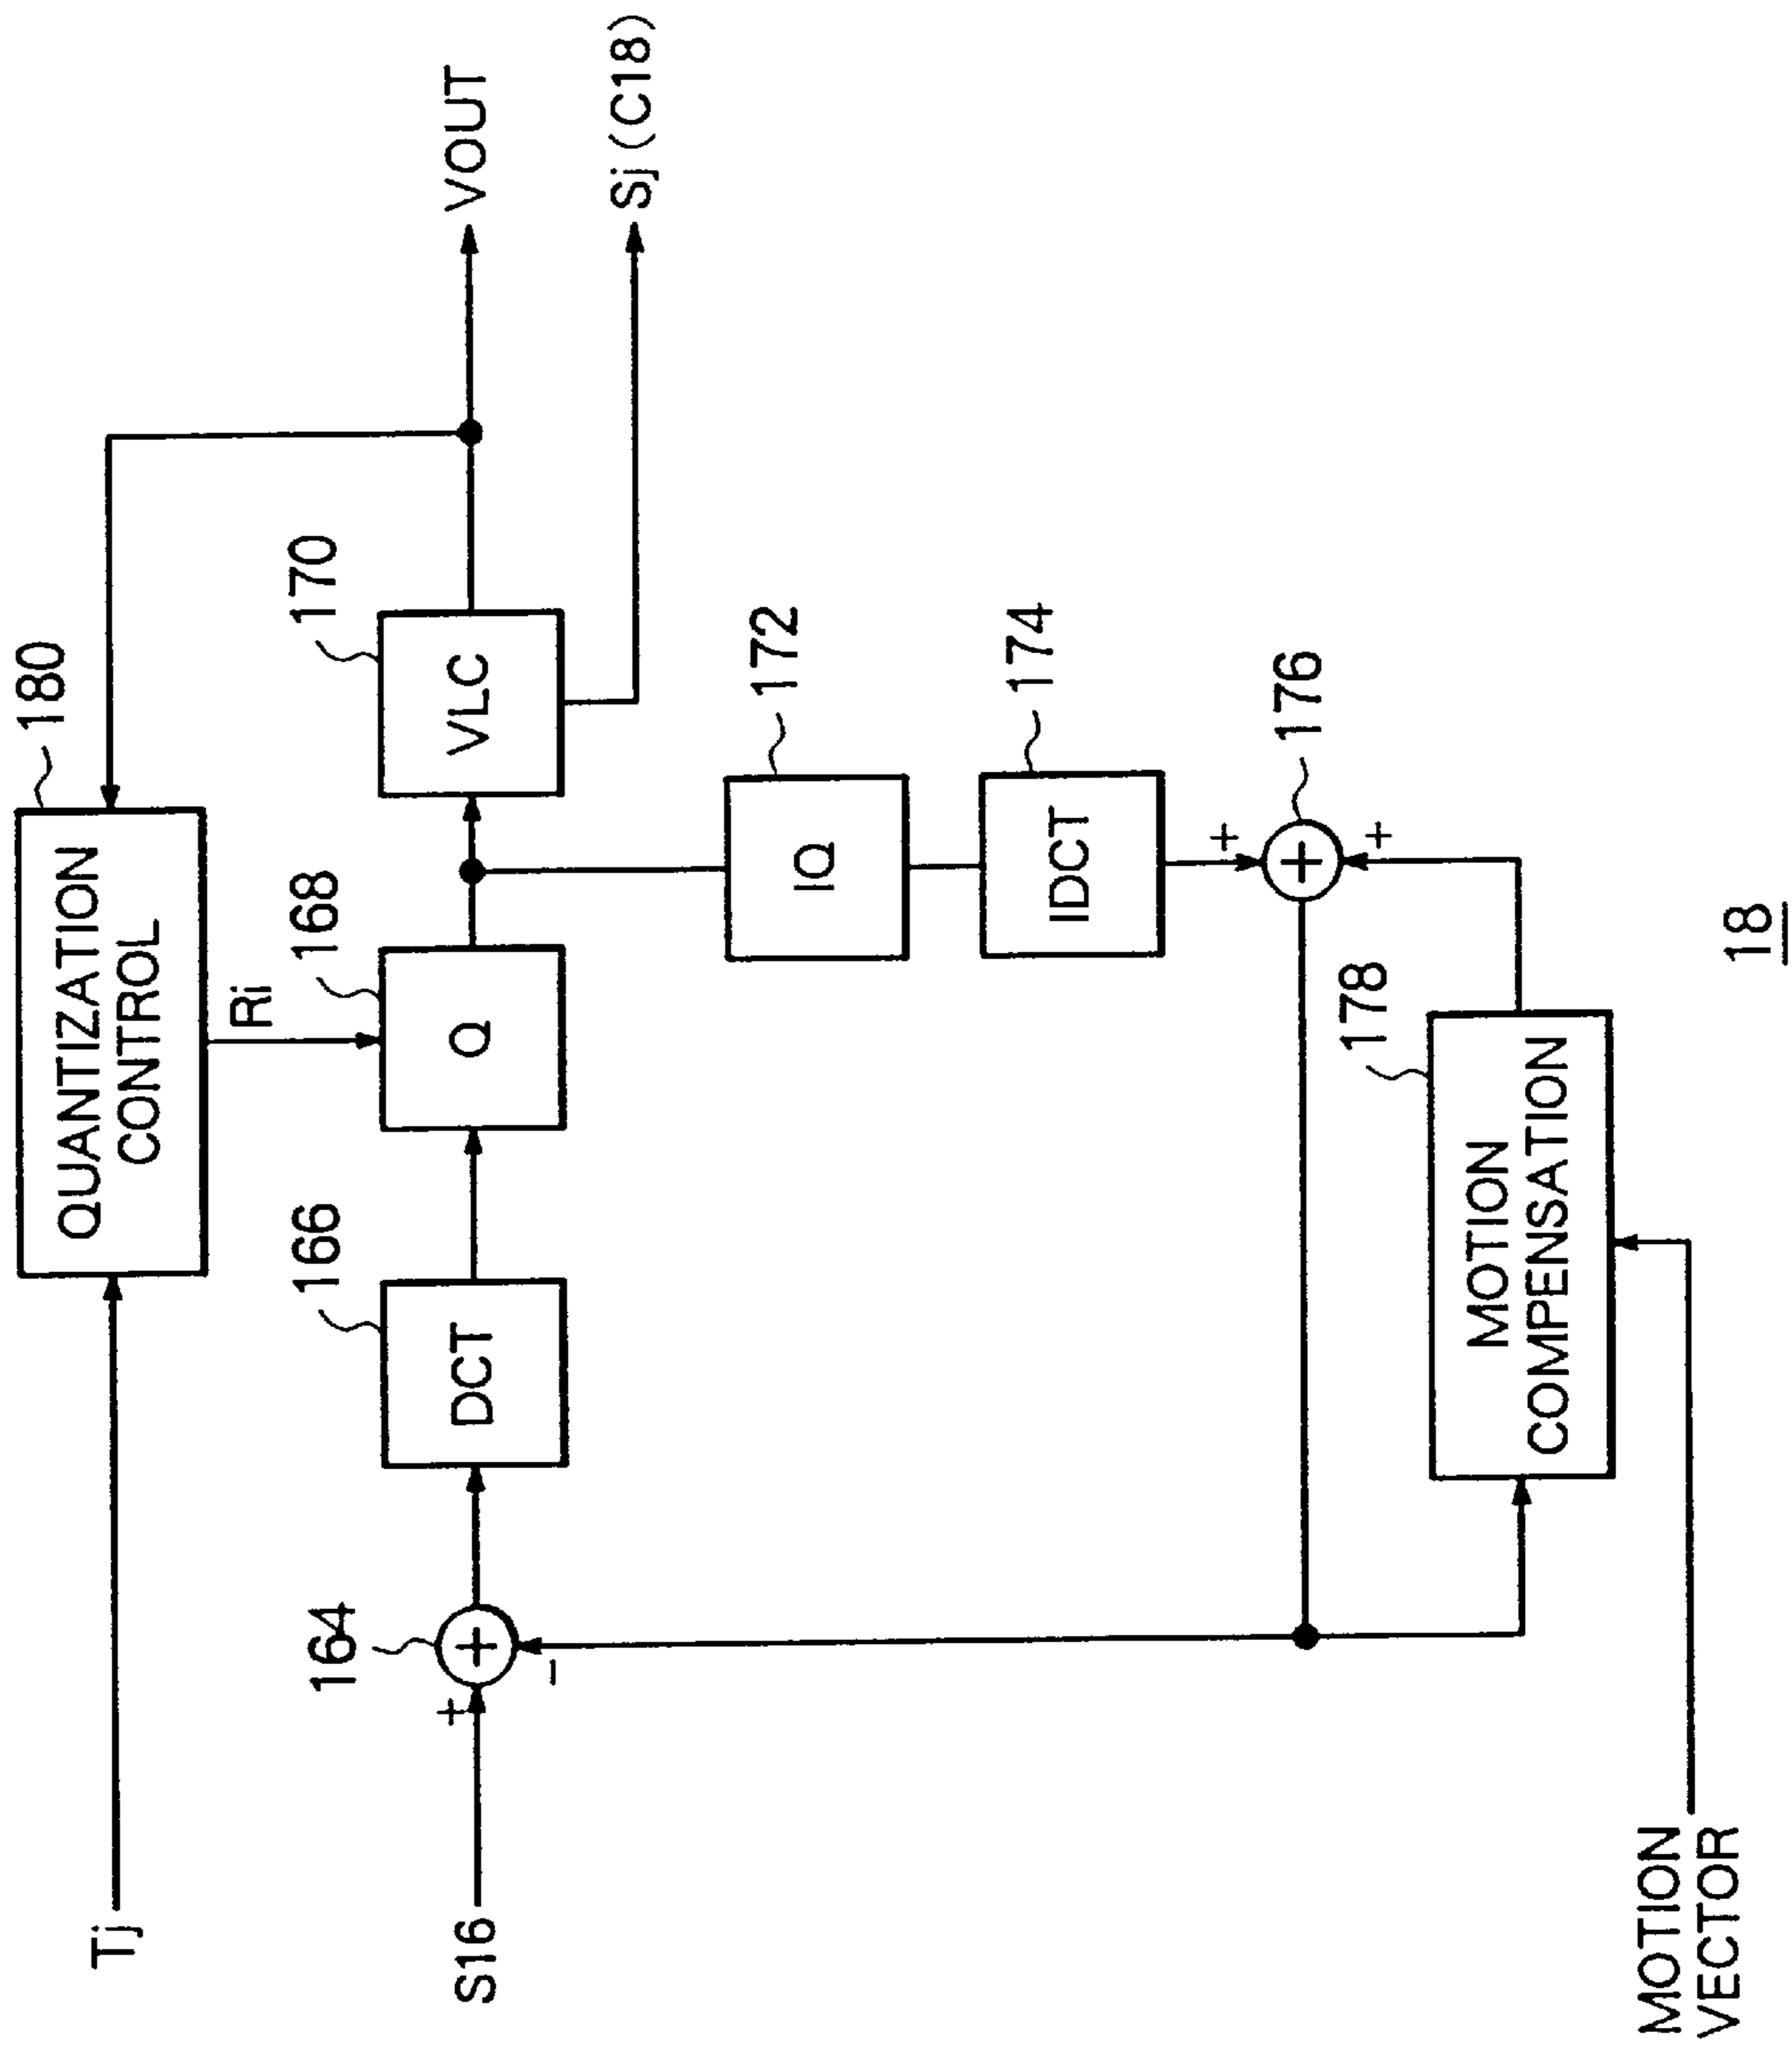 180
Tj
QUANTIZATION
CONTROL
Ri
164
166
168
170
S16
+
+
−
DCT
Q
VLC
VOUT
Sj (C18)
IQ
172
IDCT
174
+
+
+
176
178
MOTION
COMPENSATION
MOTION
VECTOR
18